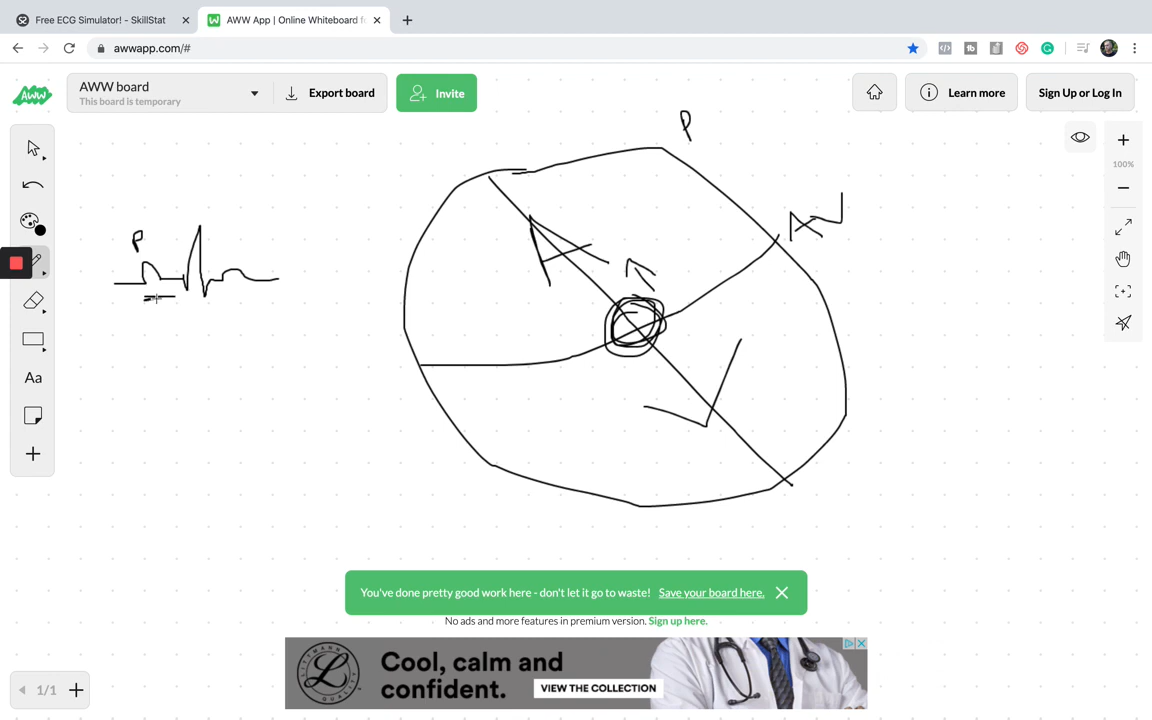 Free ECG Simulator! - SkillStat
AWW App | Online Whiteboard f
awwapp.com/#
AWW
AWW board
This board is temporary
Export board
Invite
Learn more
Sign Up or Log In
100%
P
P
A
V
Aa
1/1
You've done pretty good work here - don't let it go to waste! Save your board here.
No ads and more features in premium version. Sign up here.
LITTMANN
Cool, calm and
confident.
VIEW THE COLLECTION